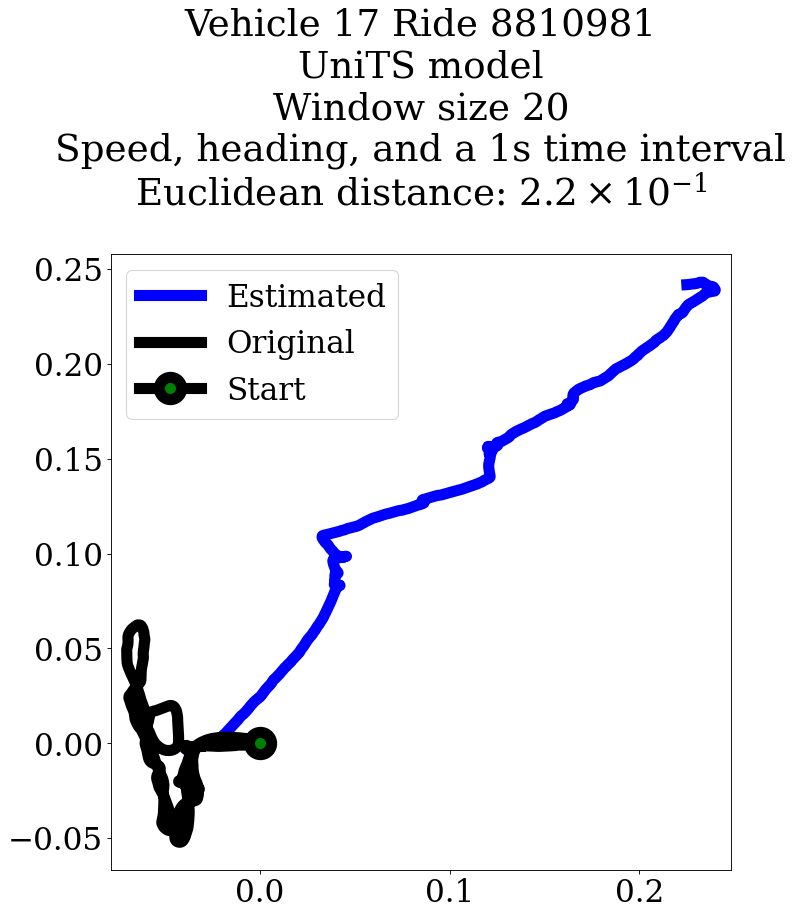 Vehicle 17 Ride 8810981
UniTS model
Window size 20
Speed, heading, and a 1s time interval
Euclidean distance: $2.2 \times 10^{-1}$
0.25
0.20
0.15
0.10
0.05
0.00
−0.05
Estimated
Original
Start
0.0 0.1 0.2